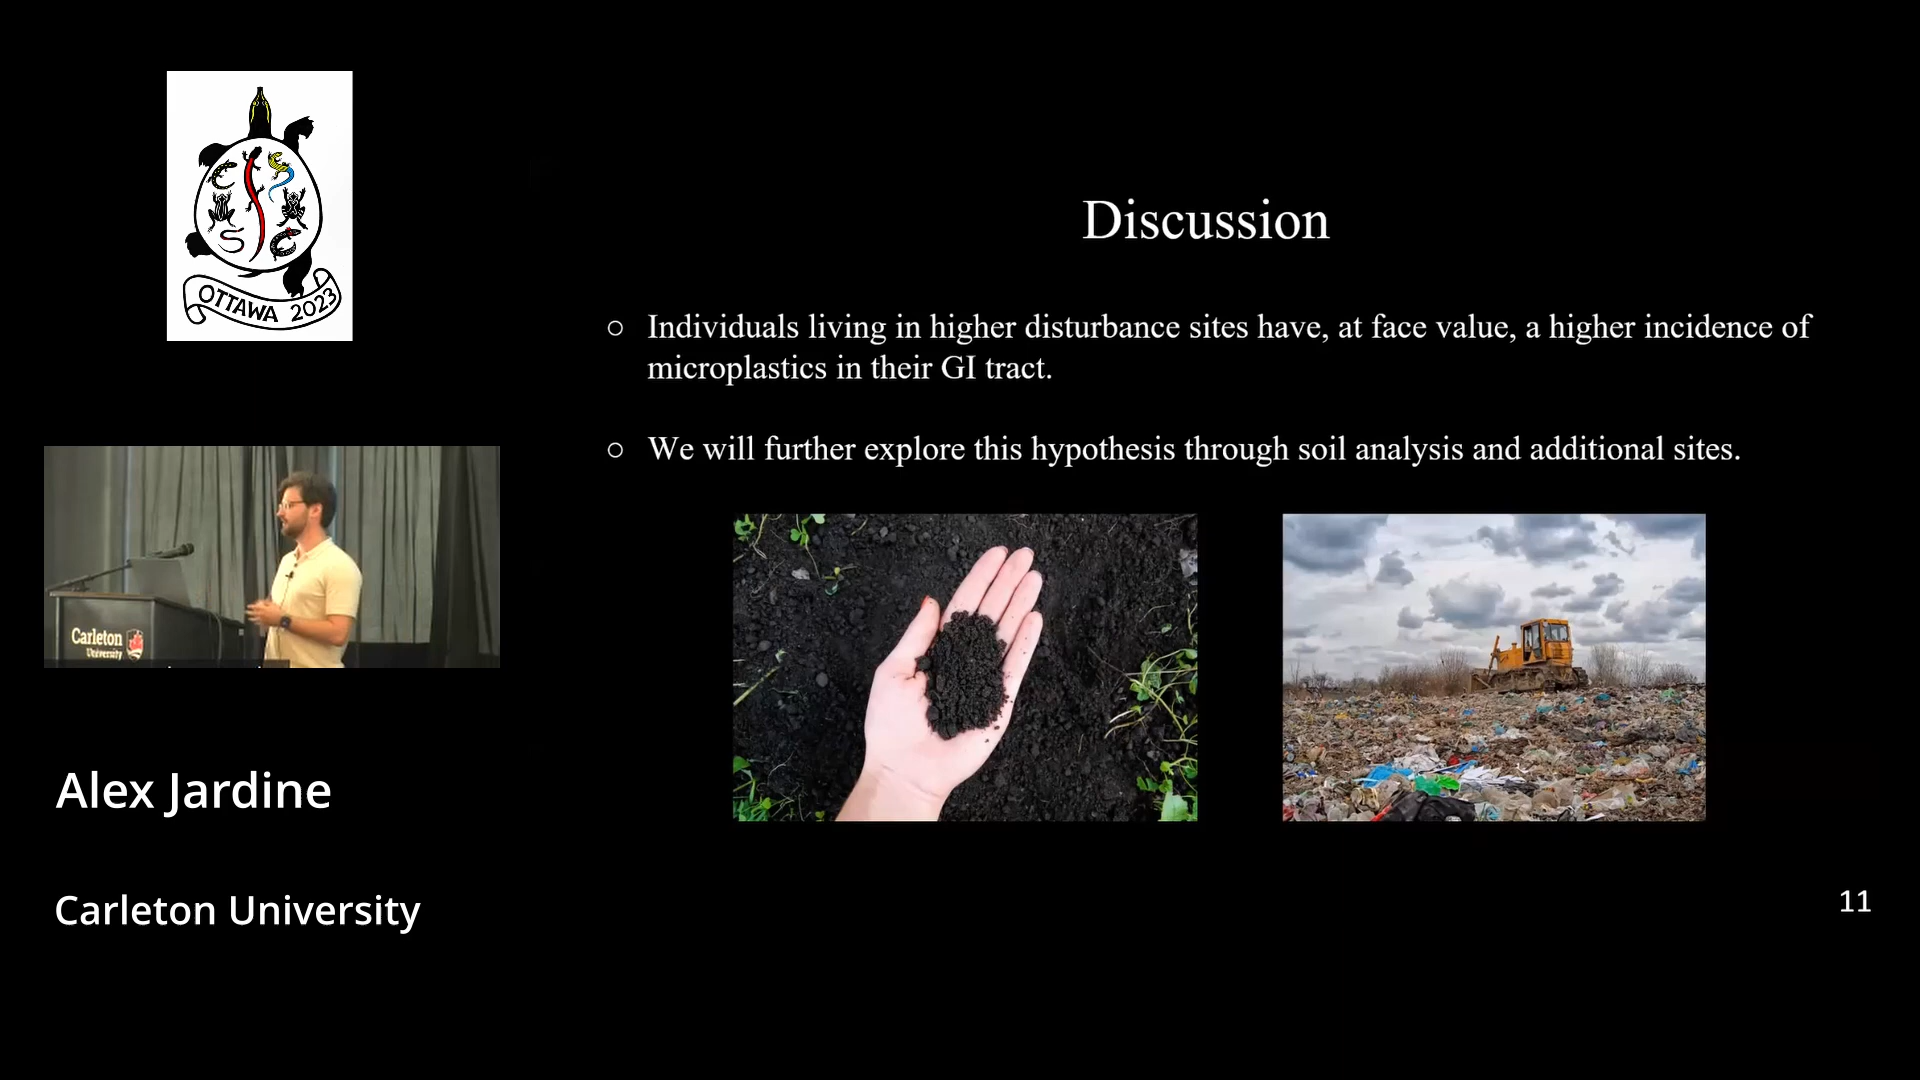 OTTAWA 2023
Discussion
○ Individuals living in higher disturbance sites have, at face value, a higher incidence of
microplastics in their GI tract.
○ We will further explore this hypothesis through soil analysis and additional sites.
Carleton
University
Alex Jardine
Carleton University
11